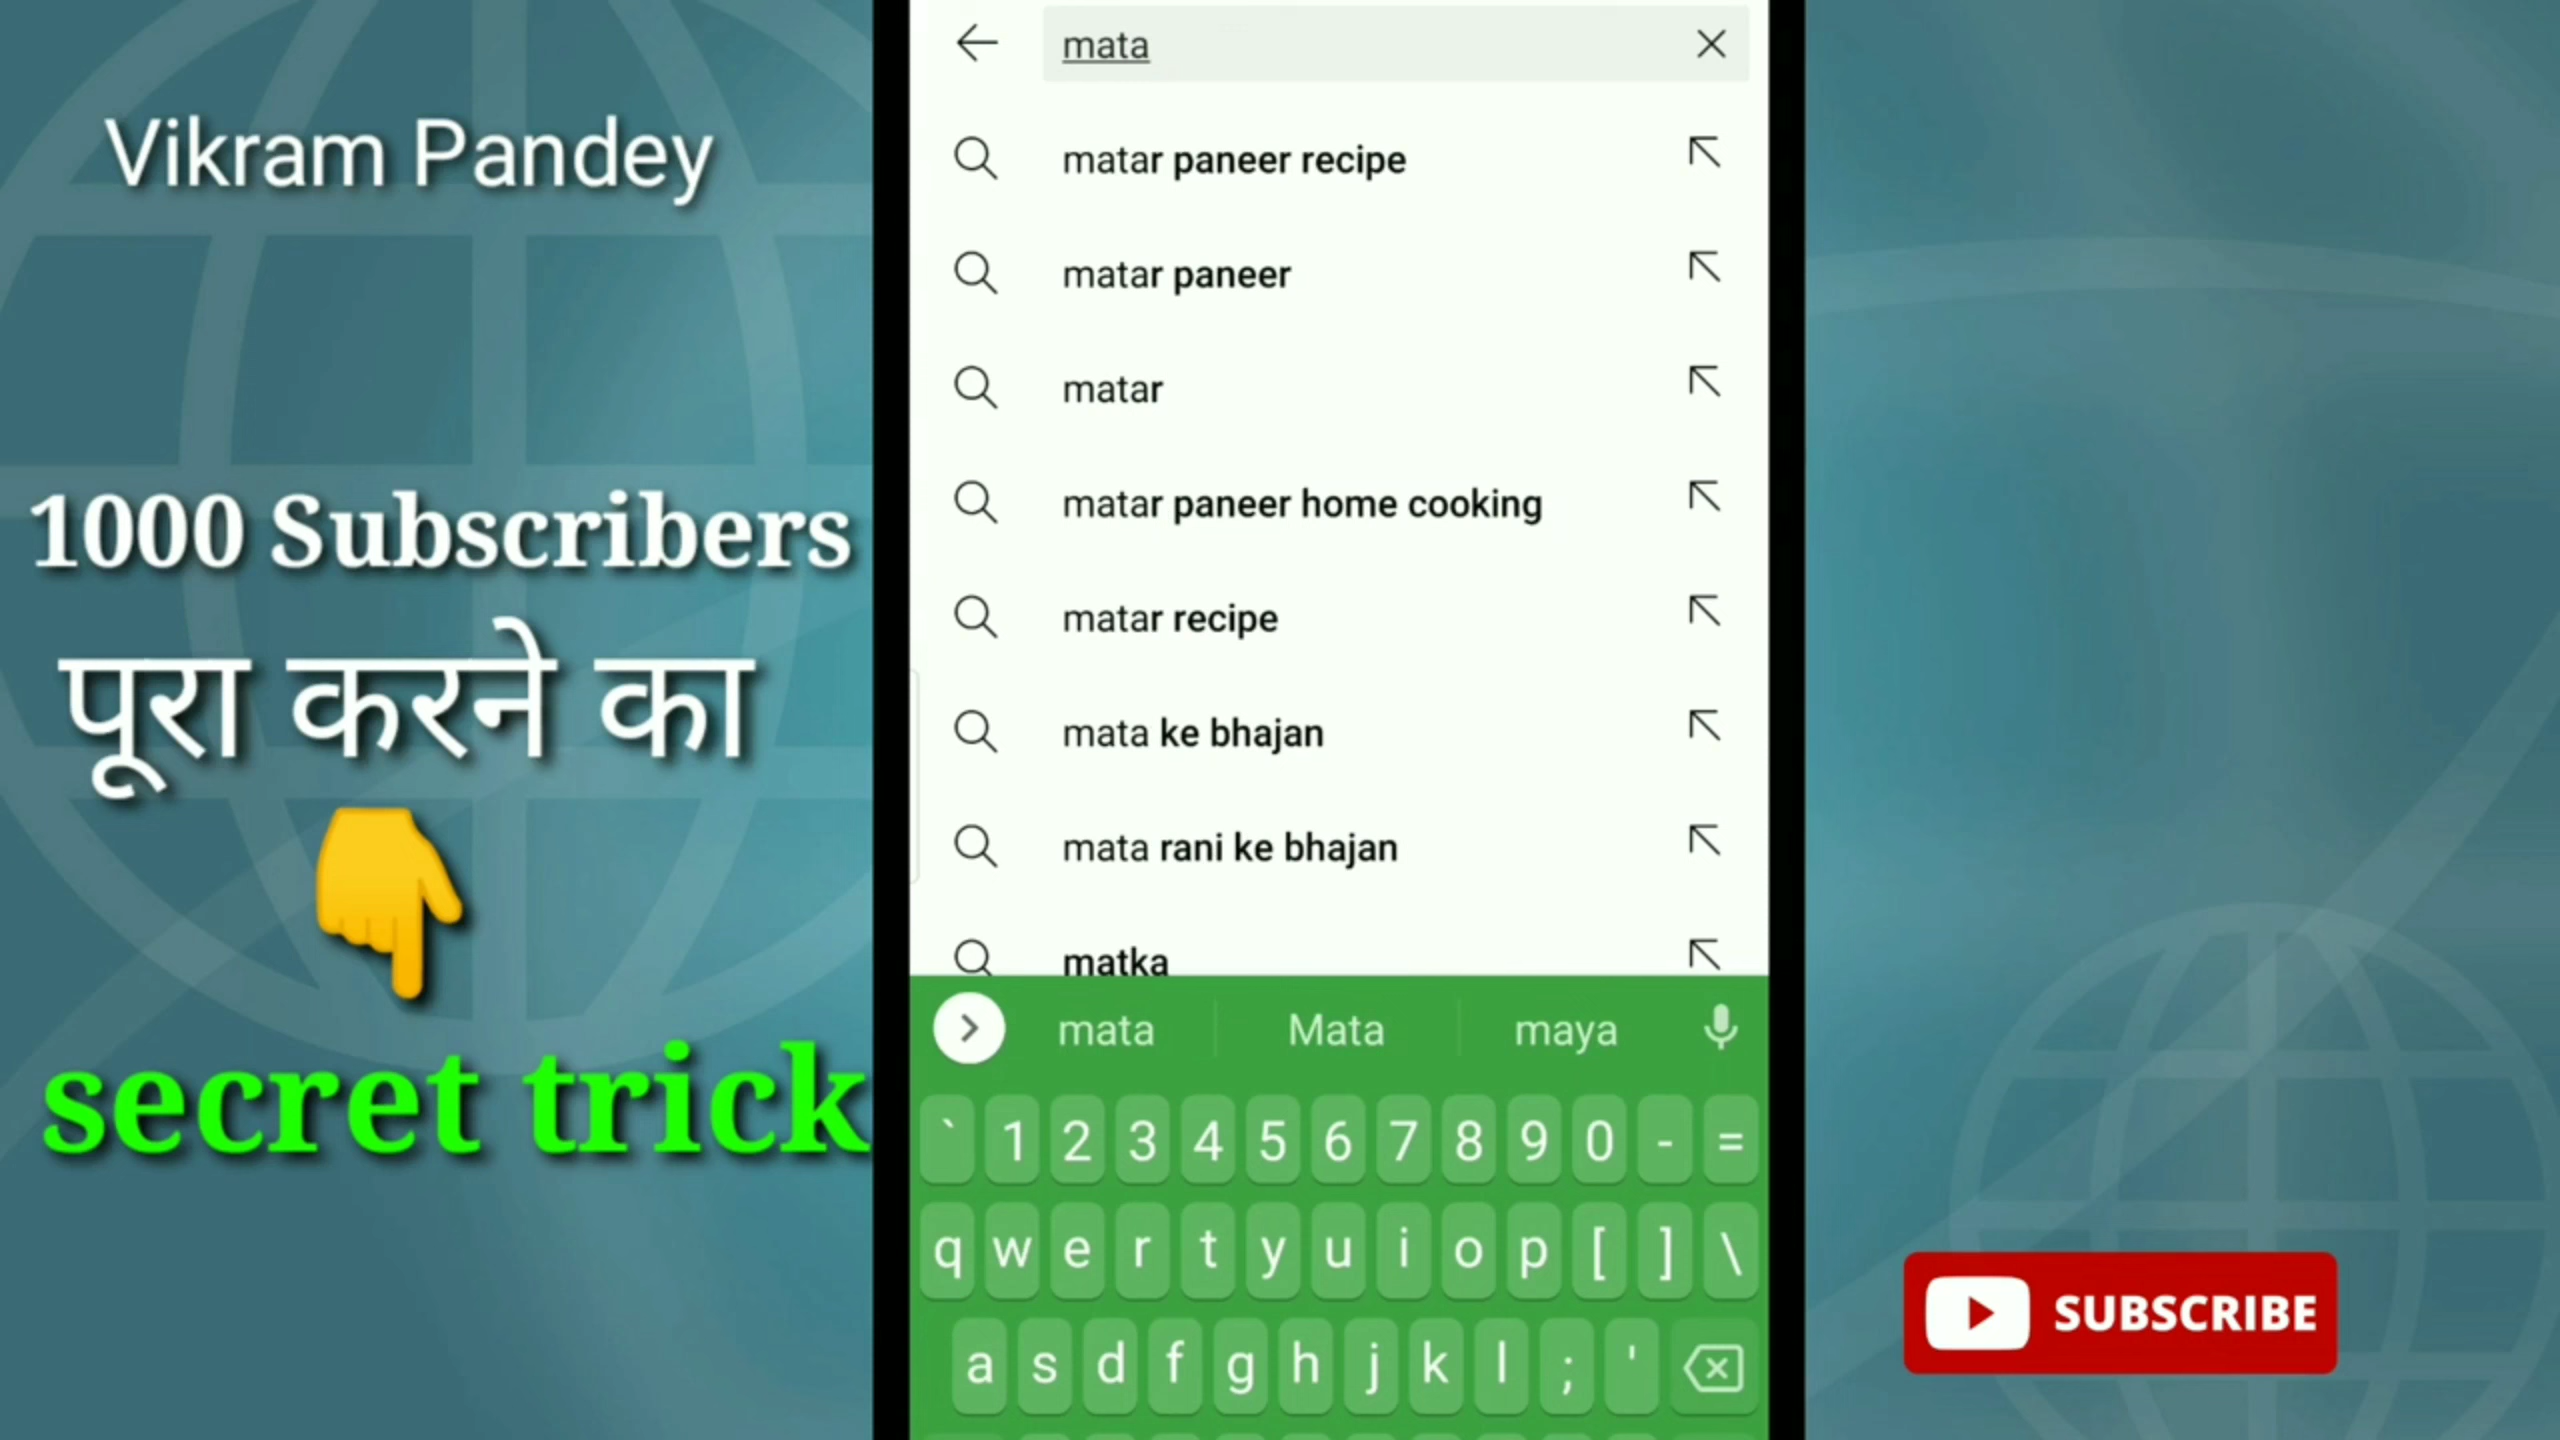 Vikram Pandey
1000 Subscribers
पूरा करने का
secret trick
mata
matar paneer recipe
matar paneer
matar
matar paneer home cooking
matar recipe
mata ke bhajan
mata rani ke bhajan
matka
mata Mata maya
` 1 2 3 4 5 6 7 8 9 0 - =
q w e r t y u i o p [ ] \
a s d f g h j k l ; '
SUBSCRIBE